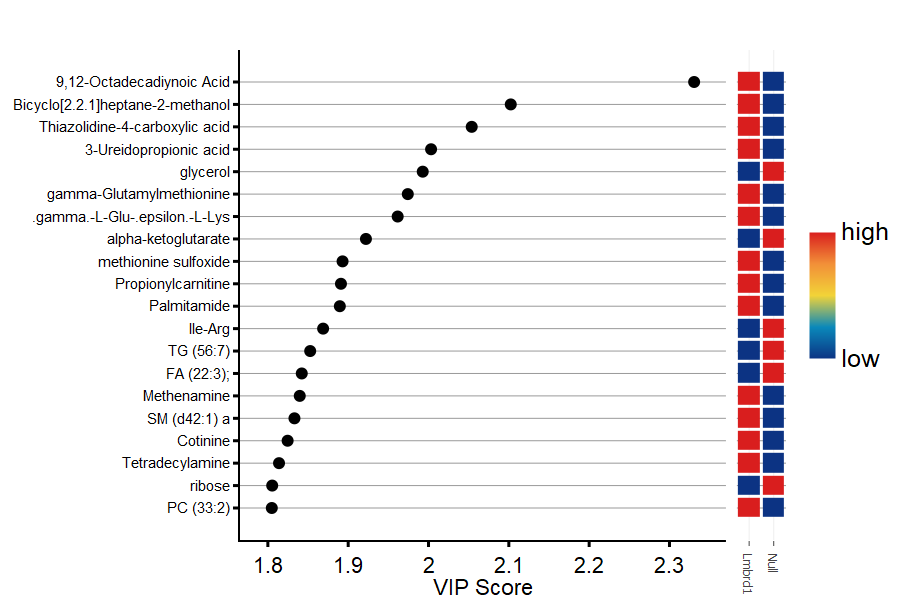 9,12-Octadecadiynoic Acid
Bicyclo[2.2.1]heptane-2-methanol
Thiazolidine-4-carboxylic acid
3-Ureidopropionic acid
glycerol
gamma-Glutamylmethionine
.gamma.-L-Glu-.epsilon.-L-Lys
alpha-ketoglutarate
methionine sulfoxide
Propionylcarnitine
Palmitamide
Ile-Arg
TG (56:7)
FA (22:3);
Methenamine
SM (d42:1) a
Cotinine
Tetradecylamine
ribose
PC (33:2)
1.8 1.9 2 2.1 2.2 2.3
VIP Score
Lmbrd1
Null
high
low